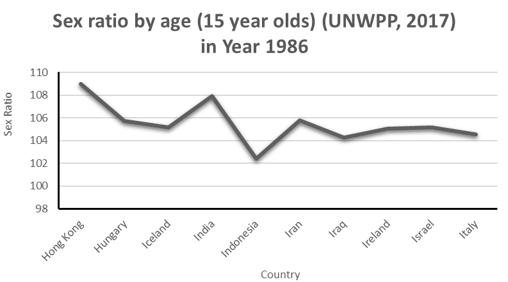 Sex ratio by age (15 year olds) (UNWPP, 2017)
in Year 1986
110
108
106
104
102
100
98
Sex Ratio
Hong Kong
Hungary
Iceland
India
Indonesia
Iran
Iraq
Ireland
Israel
Italy
Country